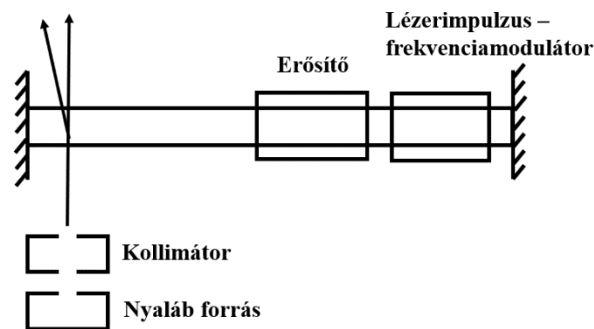 Lézerimpulzus –
frekvenciamodulátor
Erősítő
Kollimátor
Nyaláb forrás